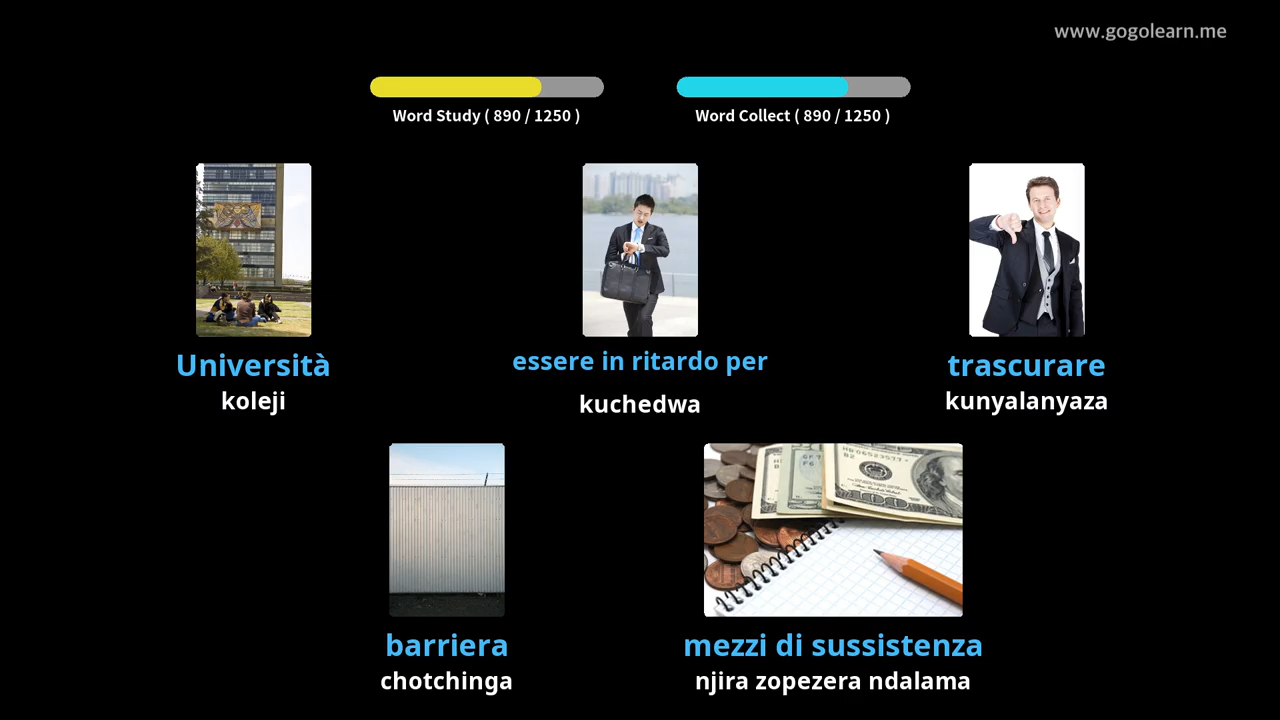 www.gogolearn.me
Word Study ( 890 / 1250 )
Word Collect ( 890 / 1250 )
Università
koleji
essere in ritardo per
kuchedwa
trascurare
kunyalanyaza
barriera
chotchinga
mezzi di sussistenza
njira zopezera ndalama